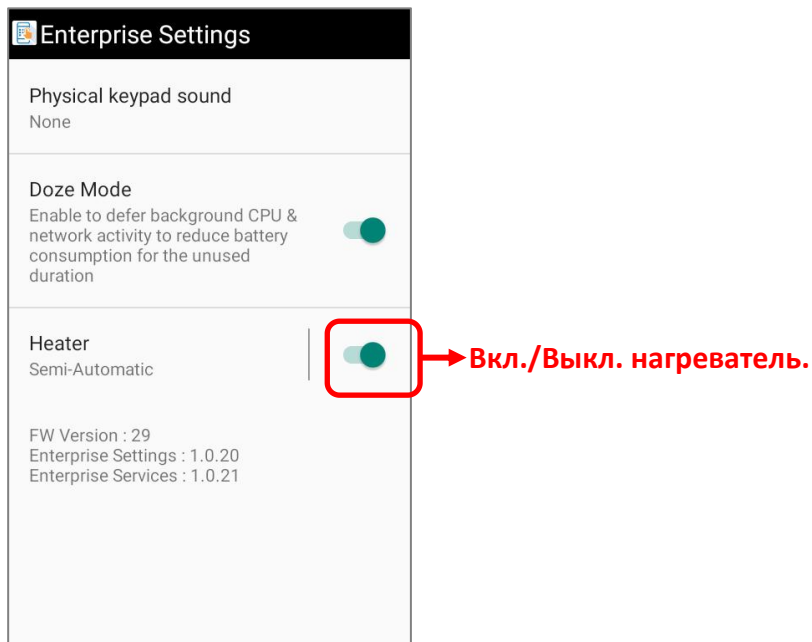 Enterprise Settings
Physical keypad sound
None
Doze Mode
Enable to defer background CPU &
network activity to reduce battery
consumption for the unused
duration
Heater
Semi-Automatic
Вкл./Выкл. нагреватель.
FW Version : 29
Enterprise Settings : 1.0.20
Enterprise Services : 1.0.21